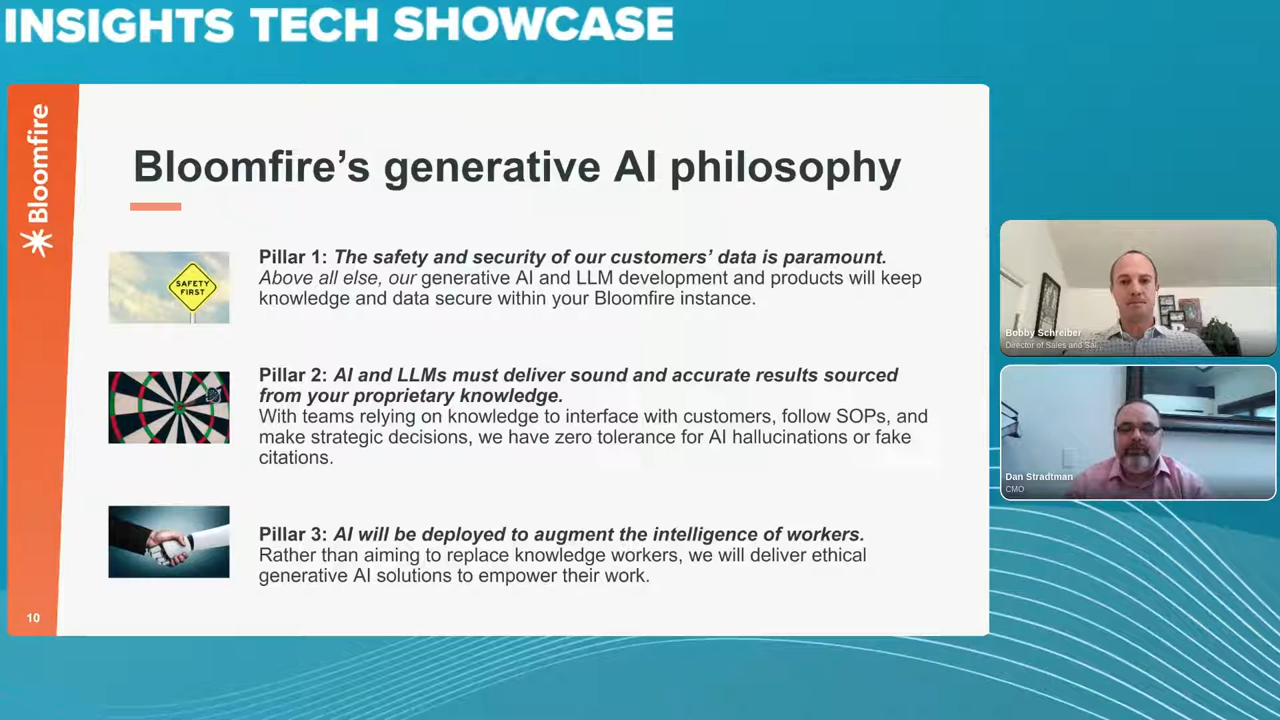 INSIGHTS TECH SHOWCASE
Bloomfire
Bloomfire's generative AI philosophy
SAFETY
FIRST
Pillar 1: The safety and security of our customers' data is paramount.
Above all else, our generative AI and LLM development and products will keep
knowledge and data secure within your Bloomfire instance.
Pillar 2: AI and LLMs must deliver sound and accurate results sourced
from your proprietary knowledge.
With teams relying on knowledge to interface with customers, follow SOPs, and
make strategic decisions, we have zero tolerance for AI hallucinations or fake
citations.
Pillar 3: AI will be deployed to augment the intelligence of workers.
Rather than aiming to replace knowledge workers, we will deliver ethical
generative AI solutions to empower their work.
10
Bobby Schreiber
Director of Sales and Sal...
Dan Stradtman
CMO